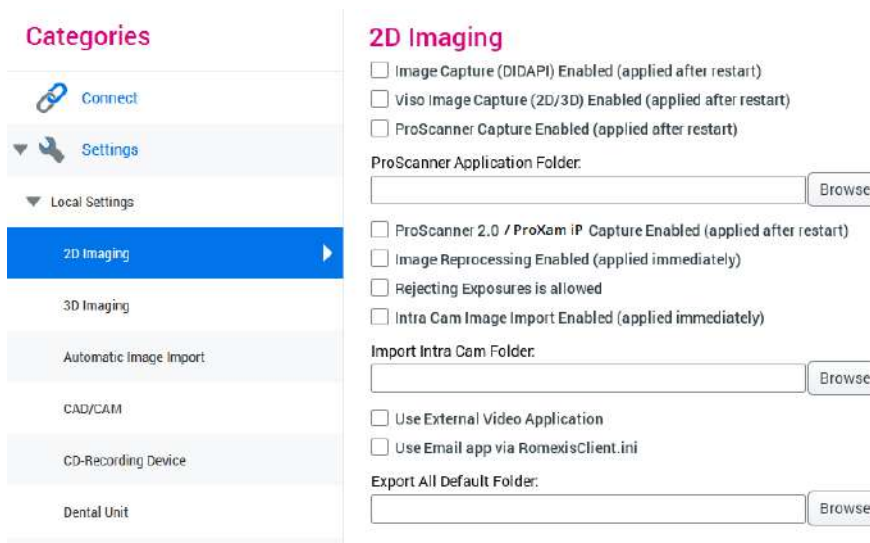 Categories
Connect
Settings
Local Settings
2D Imaging
3D Imaging
Automatic Image Import
CAD/CAM
CD-Recording Device
Dental Unit
2D Imaging
Image Capture (DIDAPI) Enabled (applied after restart)
Viso Image Capture (2D/3D) Enabled (applied after restart)
ProScanner Capture Enabled (applied after restart)
ProScanner Application Folder:
Browse
ProScanner 2.0 / ProXam iP Capture Enabled (applied after restart)
Image Reprocessing Enabled (applied immediately)
Rejecting Exposures is allowed
Intra Cam Image Import Enabled (applied immediately)
Import Intra Cam Folder:
Browse
Use External Video Application
Use Email app via RomexisClient.ini
Export All Default Folder:
Browse